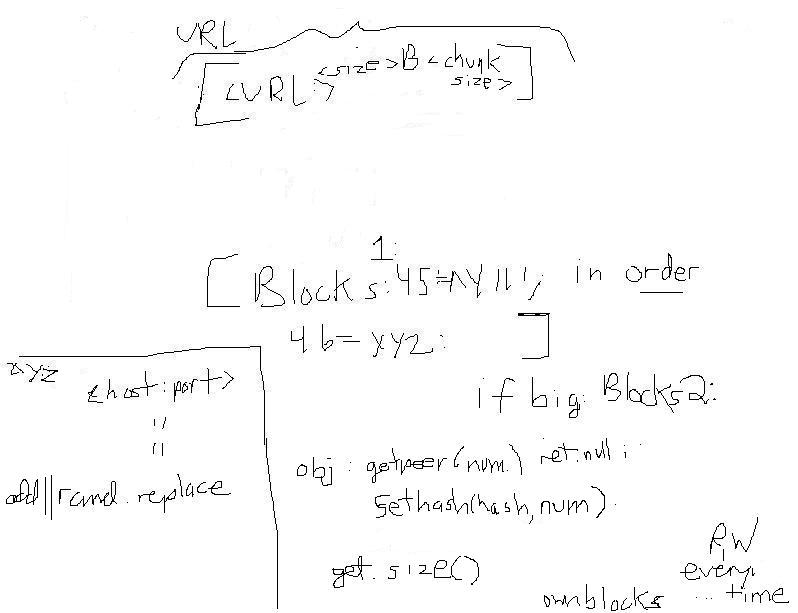 URL
[<URL:> <size>B<chunk size>]
1:
[Blocks:45= in order
46=xyz: ]
xyz
<host:port>
"
"
if big: Blocks2:
add||rand.replace
obj: getpeer(num) ret.null:
Sethash(hash,num)
get.size()
RW
every
ownblocks ... time